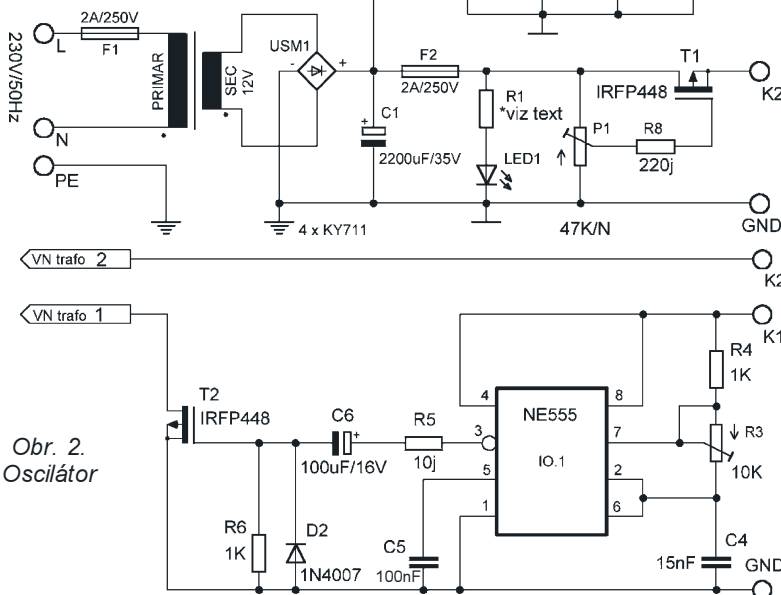 2A/250V
F1
L
230V/50Hz
PRIMAR
SEC
12V
N
PE
USM1
-
+
4 x KY711
+
C1
2200uF/35V
F2
2A/250V
R1
*viz text
LED1
T1
IRFP448
K2
P1
R8
220j
47K/N
GND
VN trafo 2
K2
VN trafo 1
K1
T2
IRFP448
Obr. 2.
Oscilátor
C6
+
100uF/16V
R5
10j
R6
1K
D2
1N4007
C5
100nF
NE555
IO.1
4
8
3
7
5
2
1
6
R4
1K
R3
10K
C4
15nF
GND